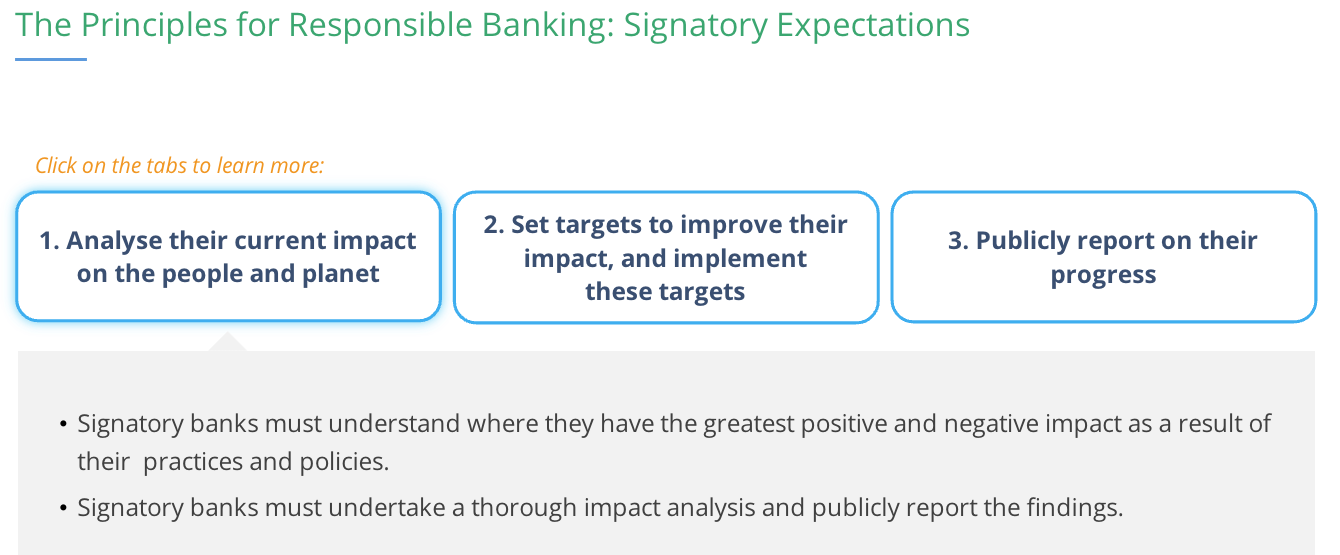 The Principles for Responsible Banking: Signatory Expectations
Click on the tabs to learn more:
1. Analyse their current impact
on the people and planet
2. Set targets to improve their
impact, and implement
these targets
3. Publicly report on their
progress
• Signatory banks must understand where they have the greatest positive and negative impact as a result of
their  practices and policies.
• Signatory banks must undertake a thorough impact analysis and publicly report the findings.